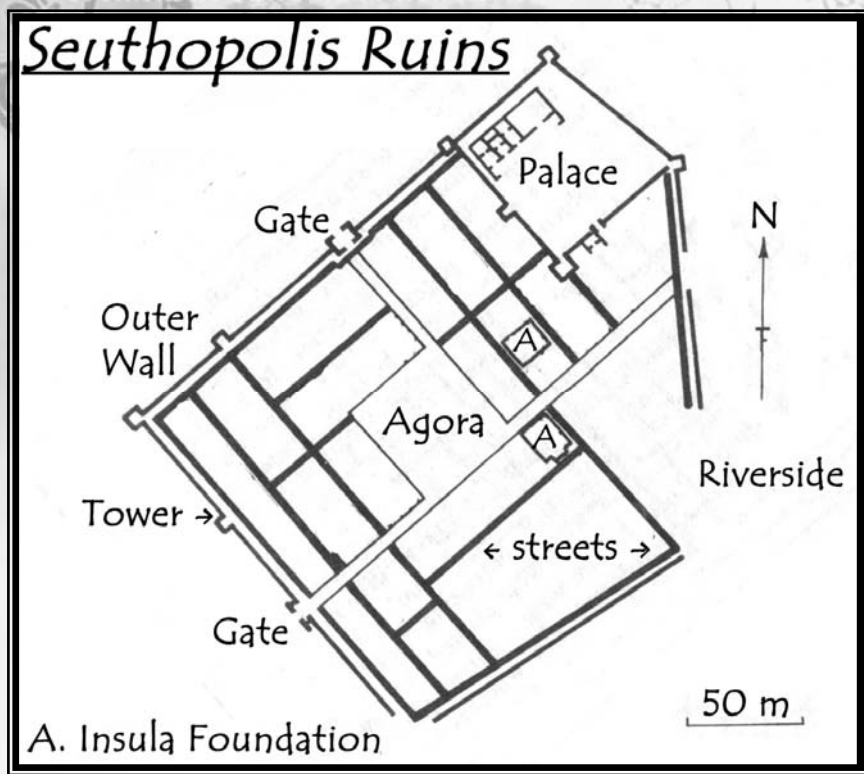 Seuthopolis Ruins
Palace
Gate
N
Outer
Wall
A
Agora
A
Riverside
Tower →
← streets →
Gate
50 m
A. Insula Foundation